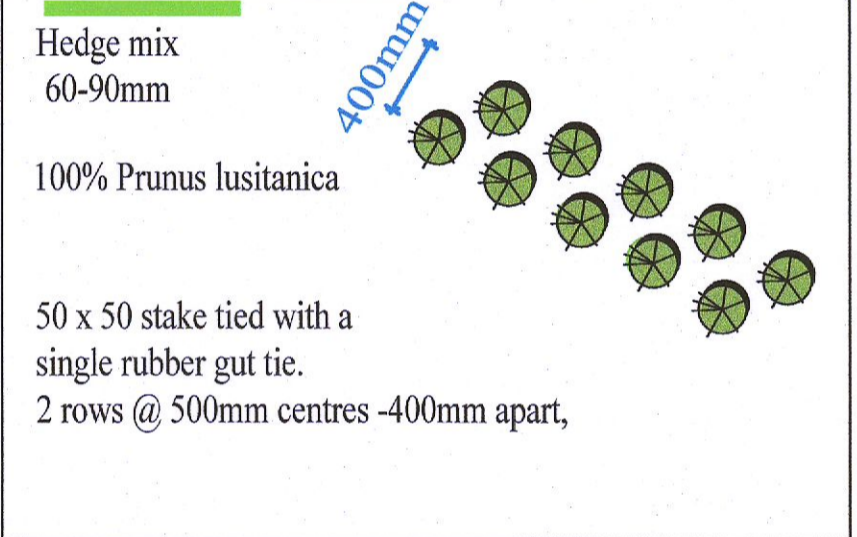 Hedge mix
60-90mm
400mm
100% Prunus lusitanica
50 x 50 stake tied with a
single rubber gut tie.
2 rows @ 500mm centres -400mm apart,